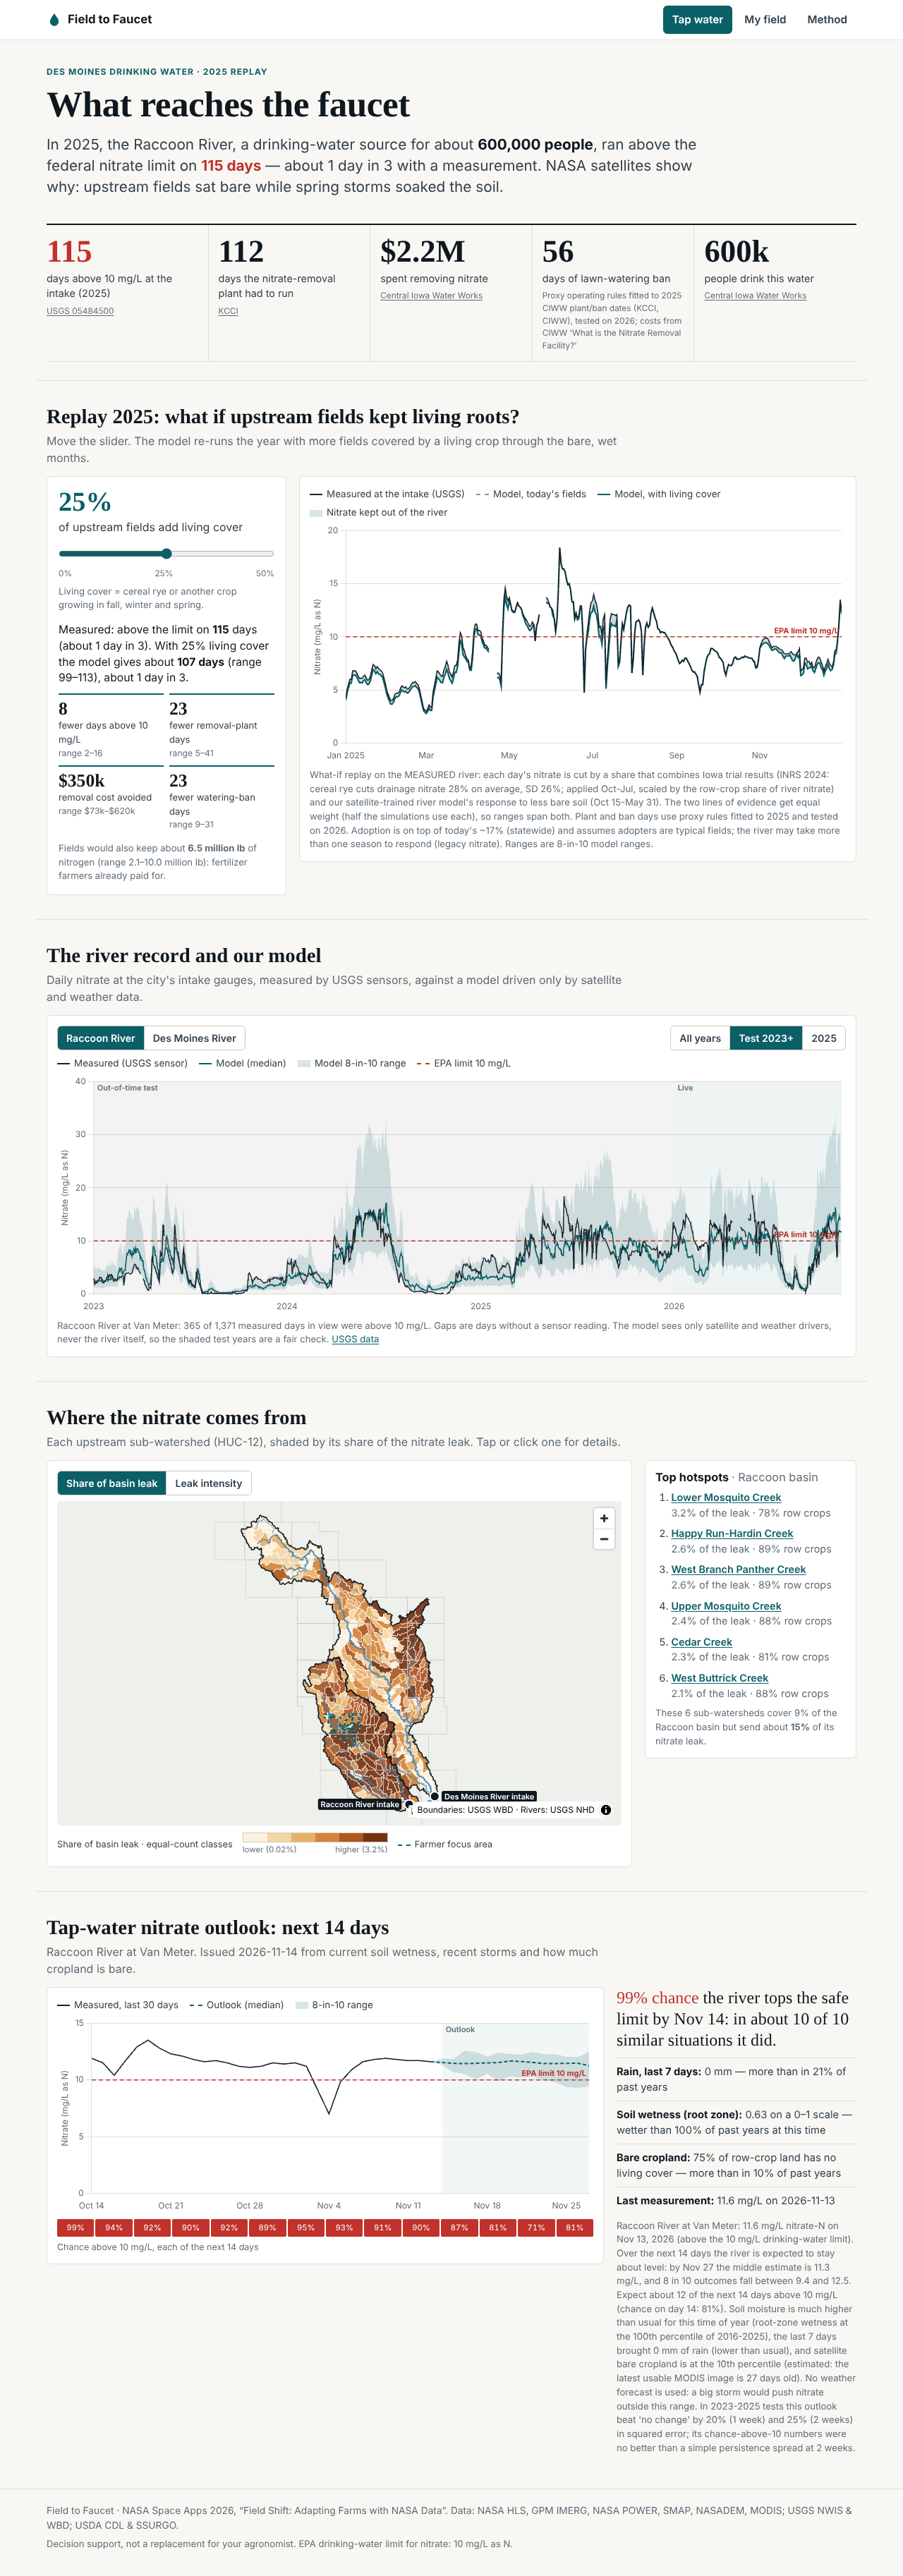 Field to Faucet
Tap water
My field
Method
DES MOINES DRINKING WATER · 2025 REPLAY
What reaches the faucet
In 2025, the Raccoon River, a drinking-water source for about 600,000 people, ran above the
federal nitrate limit on 115 days — about 1 day in 3 with a measurement. NASA satellites show
why: upstream fields sat bare while spring storms soaked the soil.
115
days above 10 mg/L at the
intake (2025)
USGS 05484500
112
days the nitrate-removal
plant had to run
KCCI
$2.2M
spent removing nitrate
Central Iowa Water Works
56
days of lawn-watering ban
Proxy operating rules fitted to 2025
CIWW plant/ban dates (KCCI,
CIWW), tested on 2026; costs from
CIWW 'What is the Nitrate Removal
Facility?'
600k
people drink this water
Central Iowa Water Works
Replay 2025: what if upstream fields kept living roots?
Move the slider. The model re-runs the year with more fields covered by a living crop through the bare, wet
months.
25%
of upstream fields add living cover
0% 25% 50%
Living cover = cereal rye or another crop
growing in fall, winter and spring.
Measured: above the limit on 115 days
(about 1 day in 3). With 25% living cover
the model gives about 107 days (range
99–113), about 1 day in 3.
8
fewer days above 10
mg/L
range 2–16
23
fewer removal-plant
days
range 5–41
$350k
removal cost avoided
range $73k–$620k
23
fewer watering-ban
days
range 9–31
Fields would also keep about 6.5 million lb of
nitrogen (range 2.1–10.0 million lb): fertilizer
farmers already paid for.
Measured at the intake (USGS)
Model, today's fields
Model, with living cover
Nitrate kept out of the river
Nitrate (mg/L as N)
20
15
10
5
0
EPA limit 10 mg/L
Jan 2025 Mar May Jul Sep Nov
What-if replay on the MEASURED river: each day's nitrate is cut by a share that combines Iowa trial results (INRS 2024:
cereal rye cuts drainage nitrate 28% on average, SD 26%; applied Oct-Jul, scaled by the row-crop share of river nitrate)
and our satellite-trained river model's response to less bare soil (Oct 15-May 31). The two lines of evidence get equal
weight (half the simulations use each), so ranges span both. Plant and ban days use proxy rules fitted to 2025 and tested
on 2026. Adoption is on top of today's ~17% (statewide) and assumes adopters are typical fields; the river may take more
than one season to respond (legacy nitrate). Ranges are 8-in-10 model ranges.
The river record and our model
Daily nitrate at the city's intake gauges, measured by USGS sensors, against a model driven only by satellite
and weather data.
Raccoon River
Des Moines River
All years
Test 2023+
2025
Measured (USGS sensor)
Model (median)
Model 8-in-10 range
EPA limit 10 mg/L
Nitrate (mg/L as N)
40
30
20
10
0
Out-of-time test
Live
EPA limit 10 mg/L
2023 2024 2025 2026
Raccoon River at Van Meter: 365 of 1,371 measured days in view were above 10 mg/L. Gaps are days without a sensor reading. The model sees only satellite and weather drivers,
never the river itself, so the shaded test years are a fair check. USGS data
Where the nitrate comes from
Each upstream sub-watershed (HUC-12), shaded by its share of the nitrate leak. Tap or click one for details.
Share of basin leak
Leak intensity
Des Moines River intake
Raccoon River intake
Boundaries: USGS WBD · Rivers: USGS NHD
Share of basin leak · equal-count classes
lower (0.02%) higher (3.2%)
Farmer focus area
Top hotspots · Raccoon basin
1. Lower Mosquito Creek
3.2% of the leak · 78% row crops
2. Happy Run-Hardin Creek
2.6% of the leak · 89% row crops
3. West Branch Panther Creek
2.6% of the leak · 89% row crops
4. Upper Mosquito Creek
2.4% of the leak · 88% row crops
5. Cedar Creek
2.3% of the leak · 81% row crops
6. West Buttrick Creek
2.1% of the leak · 88% row crops
These 6 sub-watersheds cover 9% of the
Raccoon basin but send about 15% of its
nitrate leak.
Tap-water nitrate outlook: next 14 days
Raccoon River at Van Meter. Issued 2026-11-14 from current soil wetness, recent storms and how much
cropland is bare.
Measured, last 30 days
Outlook (median)
8-in-10 range
Nitrate (mg/L as N)
15
10
5
0
Outlook
EPA limit 10 mg/L
Oct 14 Oct 21 Oct 28 Nov 4 Nov 11 Nov 18 Nov 25
99% 94% 92% 90% 92% 89% 95% 93% 91% 90% 87% 81% 71% 81%
Chance above 10 mg/L, each of the next 14 days
99% chance the river tops the safe
limit by Nov 14: in about 10 of 10
similar situations it did.
Rain, last 7 days: 0 mm — more than in 21% of
past years
Soil wetness (root zone): 0.63 on a 0–1 scale —
wetter than 100% of past years at this time
Bare cropland: 75% of row-crop land has no
living cover — more than in 10% of past years
Last measurement: 11.6 mg/L on 2026-11-13
Raccoon River at Van Meter: 11.6 mg/L nitrate-N on
Nov 13, 2026 (above the 10 mg/L drinking-water limit).
Over the next 14 days the river is expected to stay
about level: by Nov 27 the middle estimate is 11.3
mg/L, and 8 in 10 outcomes fall between 9.4 and 12.5.
Expect about 12 of the next 14 days above 10 mg/L
(chance on day 14: 81%). Soil moisture is much higher
than usual for this time of year (root-zone wetness at
the 100th percentile of 2016-2025), the last 7 days
brought 0 mm of rain (lower than usual), and satellite
bare cropland is at the 10th percentile (estimated: the
latest usable MODIS image is 27 days old). No weather
forecast is used: a big storm would push nitrate
outside this range. In 2023-2025 tests this outlook
beat 'no change' by 20% (1 week) and 25% (2 weeks)
in squared error; its chance-above-10 numbers were
no better than a simple persistence spread at 2 weeks.
Field to Faucet · NASA Space Apps 2026, “Field Shift: Adapting Farms with NASA Data”. Data: NASA HLS, GPM IMERG, NASA POWER, SMAP, NASADEM, MODIS; USGS NWIS &
WBD; USDA CDL & SSURGO.
Decision support, not a replacement for your agronomist. EPA drinking-water limit for nitrate: 10 mg/L as N.